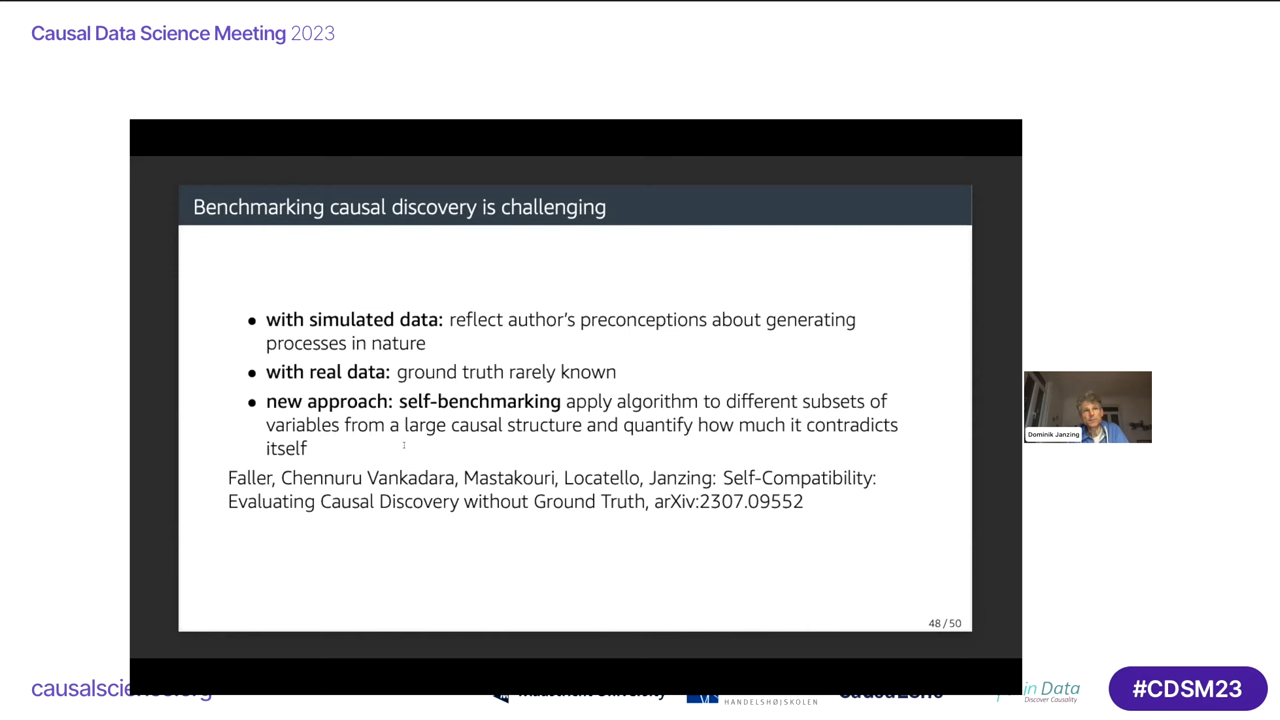 Causal Data Science Meeting 2023
Benchmarking causal discovery is challenging
● with simulated data: reflect author's preconceptions about generating
processes in nature
● with real data: ground truth rarely known
● new approach: self-benchmarking apply algorithm to different subsets of
variables from a large causal structure and quantify how much it contradicts
itself
Faller, Chennuru Vankadara, Mastakouri, Locatello, Janzing: Self-Compatibility:
Evaluating Causal Discovery without Ground Truth, arXiv:2307.09552
48 / 50
Dominik Janzing
HANDELSHØJSKOLEN
in Data
Discover Causality
#CDSM23